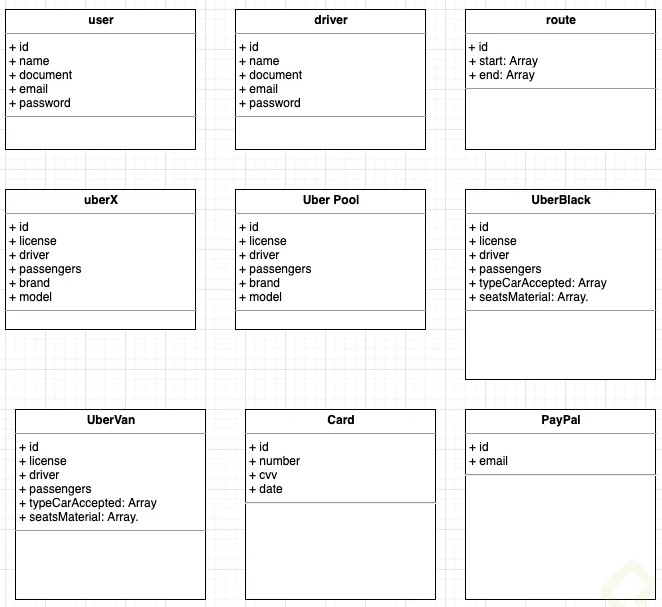 user
+ id
+ name
+ document
+ email
+ password
driver
+ id
+ name
+ document
+ email
+ password
route
+ id
+ start: Array
+ end: Array
uberX
+ id
+ license
+ driver
+ passengers
+ brand
+ model
Uber Pool
+ id
+ license
+ driver
+ passengers
+ brand
+ model
UberBlack
+ id
+ license
+ driver
+ passengers
+ typeCarAccepted: Array
+ seatsMaterial: Array.
UberVan
+ id
+ license
+ driver
+ passengers
+ typeCarAccepted: Array
+ seatsMaterial: Array.
Card
+ id
+ number
+ cvv
+ date
PayPal
+ id
+ email